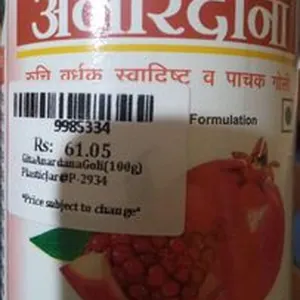 अनारदाना
रुचि वर्धक स्वादिष्ट व पाचक गोली
Formulation
9985334
Rs: 61.05
GitaAnardanaGoli(100g)
PlasticJar@P-2934
*Price subject to change*